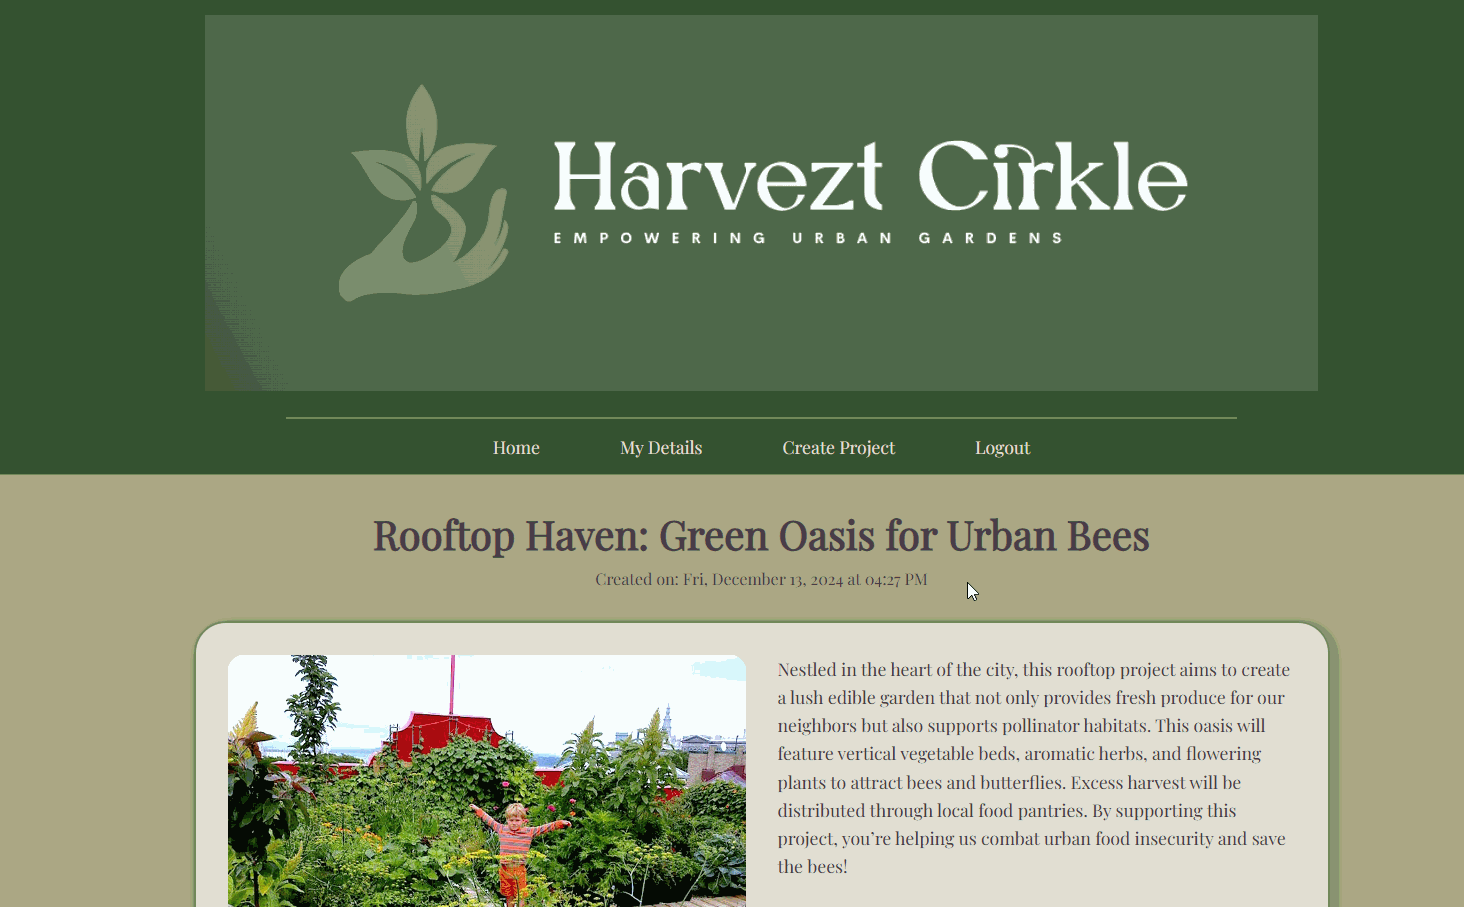 Harvezt Cirkle
EMPOWERING URBAN GARDENS
Home My Details Create Project Logout
Rooftop Haven: Green Oasis for Urban Bees
Created on: Fri, December 13, 2024 at 04:27 PM
Nestled in the heart of the city, this rooftop project aims to create
a lush edible garden that not only provides fresh produce for our
neighbors but also supports pollinator habitats. This oasis will
feature vertical vegetable beds, aromatic herbs, and flowering
plants to attract bees and butterflies. Excess harvest will be
distributed through local food pantries. By supporting this
project, you’re helping us combat urban food insecurity and save
the bees!